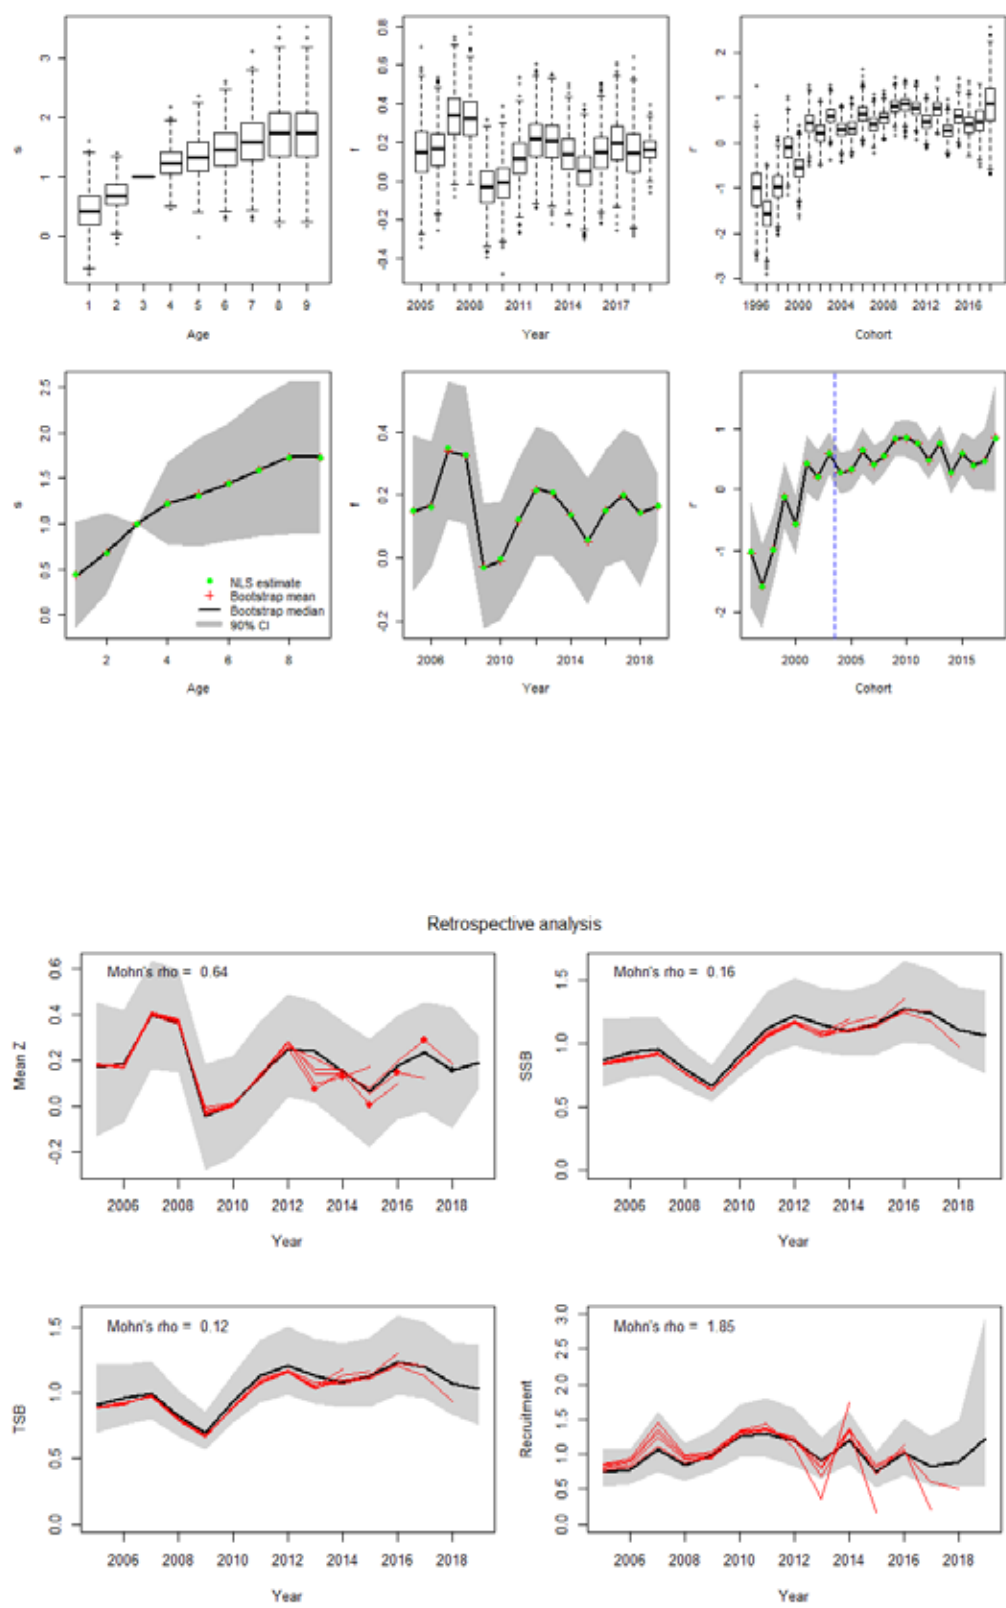 s
0 1 2 3
1 2 3 4 5 6 7 8 9
Age
f
-0.4 -0.2 0.0 0.2 0.4 0.6 0.8
2005 2008 2011 2014 2017
Year
r
-3 -2 -1 0 1 2
1996 2000 2004 2008 2012 2016
Cohort
s
0.0 0.5 1.0 1.5 2.0 2.5
NLS estimate
Bootstrap mean
Bootstrap median
90% CI
2 4 6 8
Age
f
-0.2 0.0 0.2 0.4
2006 2010 2014 2018
Year
r
-2 -1 0 1
2000 2005 2010 2015
Cohort
Retrospective analysis
Mohn's rho = 0.64
Mean Z
-0.2 0.0 0.2 0.4 0.6
2006 2008 2010 2012 2014 2016 2018
Year
Mohn's rho = 0.16
SSB
0.0 0.5 1.0 1.5
2006 2008 2010 2012 2014 2016 2018
Year
Mohn's rho = 0.12
TSB
0.0 0.5 1.0 1.5
2006 2008 2010 2012 2014 2016 2018
Year
Mohn's rho = 1.85
Recruitment
0.0 0.5 1.0 1.5 2.0 2.5 3.0
2006 2008 2010 2012 2014 2016 2018
Year